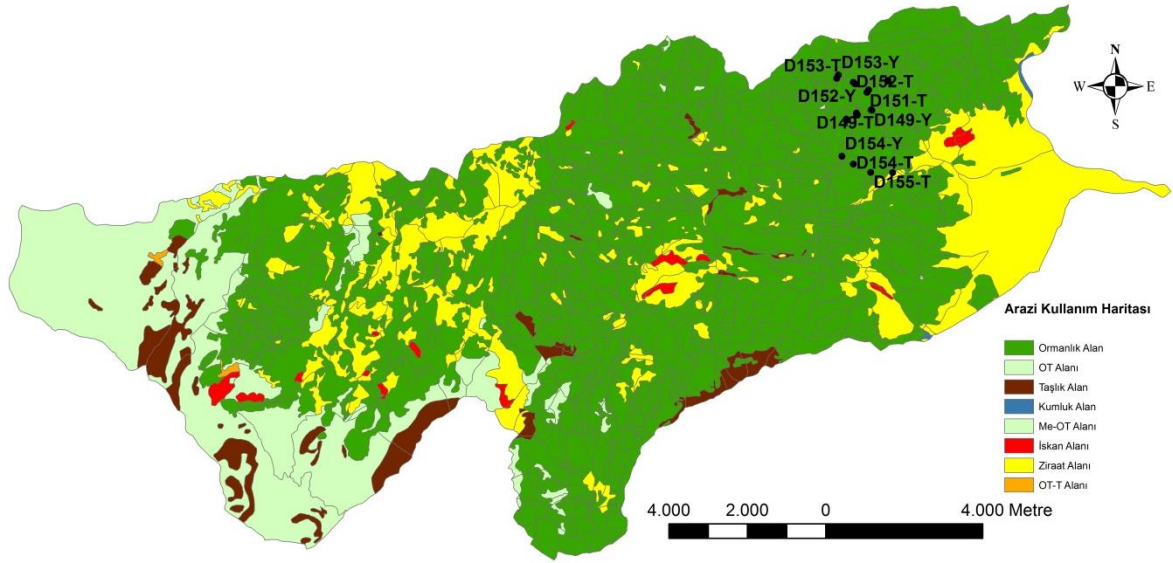 N
W E
S
D153-T D153-Y
D152-T
D152-Y
D151-T
D149-T D149-Y
D154-Y
D154-T
D155-T
Arazi Kullanım Haritası
Ormanlık Alan
OT Alanı
Taşlık Alan
Kumluk Alan
Me-OT Alanı
İskan Alanı
Ziraat Alanı
OT-T Alanı
4.000 2.000 0 4.000 Metre